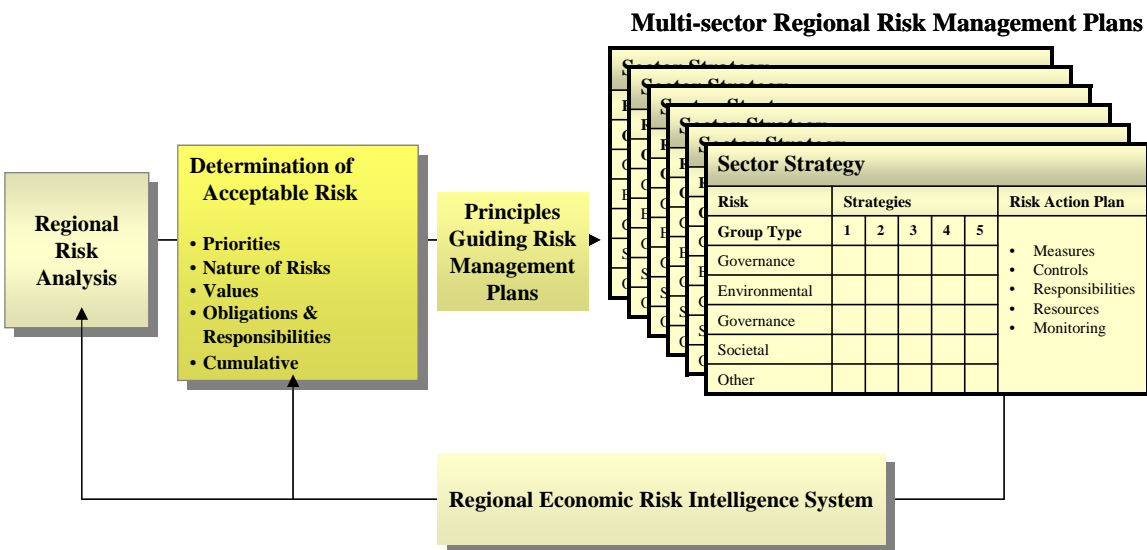 Multi-sector Regional Risk Management Plans
Regional
Risk
Analysis
Determination of
Acceptable Risk
• Priorities
• Nature of Risks
• Values
• Obligations &
Responsibilities
• Cumulative
Principles
Guiding Risk
Management
Plans
Sector Strategy
Risk Strategies Risk Action Plan
Group Type 1 2 3 4 5
Governance
Environmental
Governance
Societal
Other
• Measures
• Controls
• Responsibilities
• Resources
• Monitoring
Regional Economic Risk Intelligence System